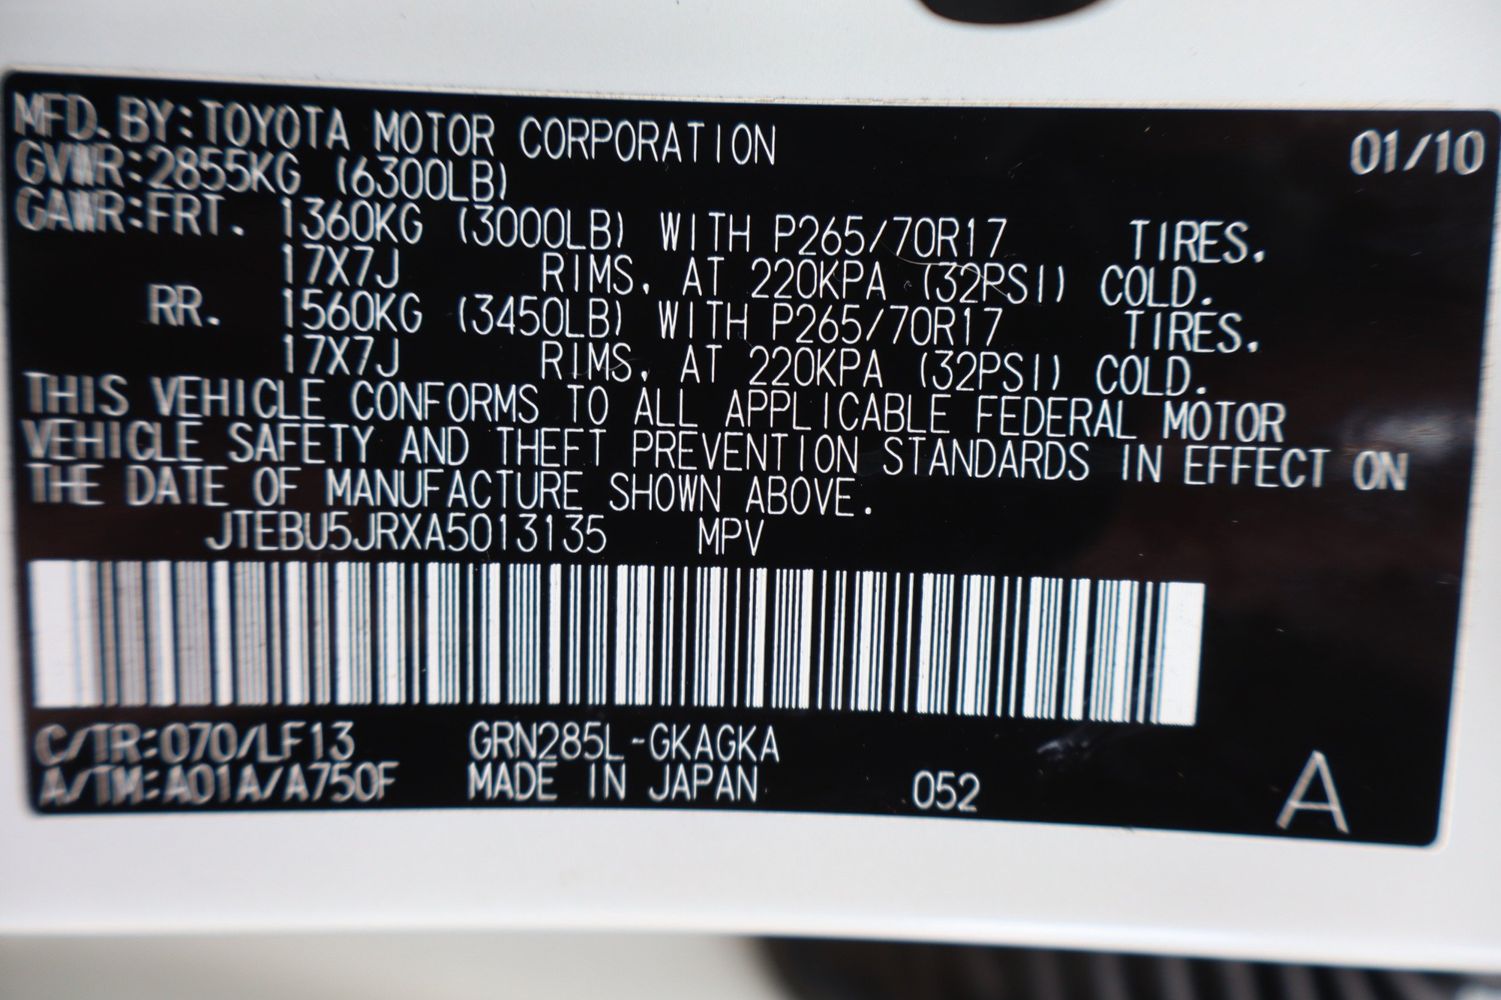 MFD. BY: TOYOTA MOTOR CORPORATION 01/10
GVWR: 2855KG (6300LB)
GAWR: FRT. 1360KG (3000LB) WITH P265/70R17 TIRES,
17X7J RIMS, AT 220KPA (32PSI) COLD.
RR. 1560KG (3450LB) WITH P265/70R17 TIRES,
17X7J RIMS, AT 220KPA (32PSI) COLD.
THIS VEHICLE CONFORMS TO ALL APPLICABLE FEDERAL MOTOR
VEHICLE SAFETY AND THEFT PREVENTION STANDARDS IN EFFECT ON
THE DATE OF MANUFACTURE SHOWN ABOVE.
JTEBU5JRXA5013135 MPV
C/TR: 070/LF13 GRN285L-GKAGKA
A/TM: A01A/A750F MADE IN JAPAN 052 A